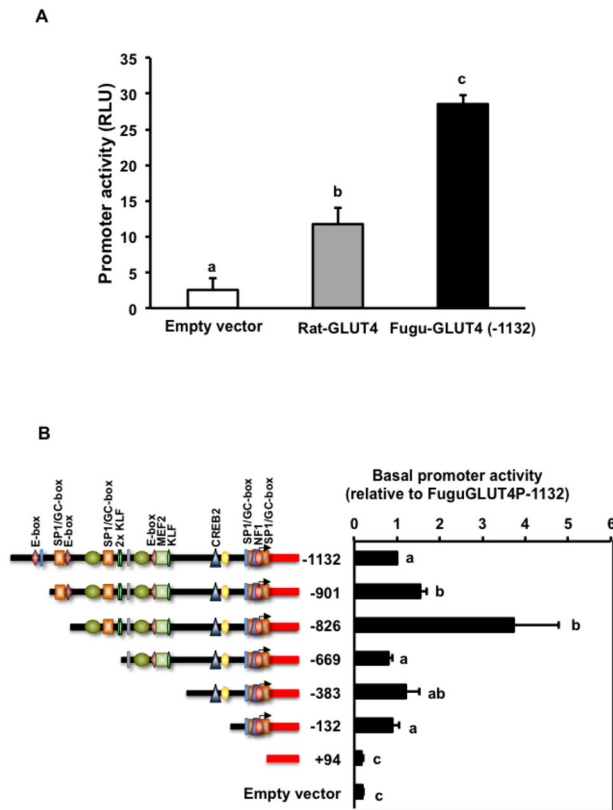 A
Promoter activity (RLU)
35
30
25
20
15
10
5
0
a
b
c
Empty vector
Rat-GLUT4
Fugu-GLUT4 (-1132)
B
E-box
SP1/GC-box
E-box
SP1/GC-box
2x KLF
E-box
MEF2
KLF
CREB2
SP1/GC-box
NF1
SP1/GC-box
Basal promoter activity
(relative to FuguGLUT4P-1132)
0 1 2 3 4 5 6
-1132 a
-901 b
-826 b
-669 a
-383 ab
-132 a
+94 c
Empty vector c